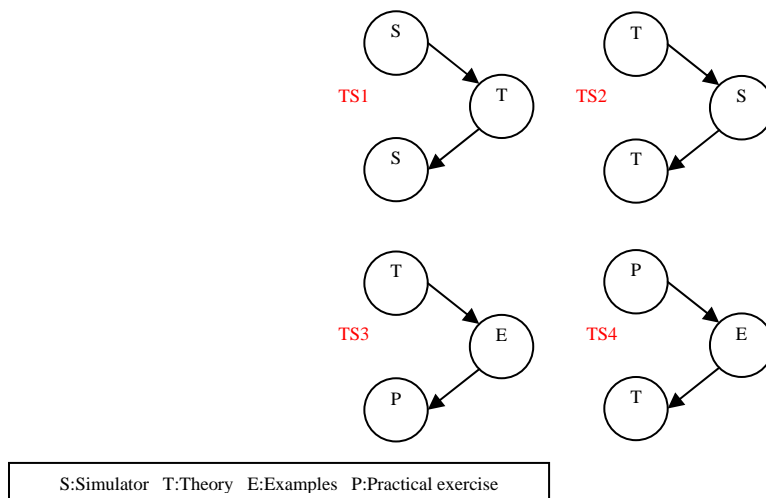 S
T
TS1
TS2
T
S
S
T
T
P
TS3
E
TS4
E
P
T
S:Simulator T:Theory E:Examples P:Practical exercise